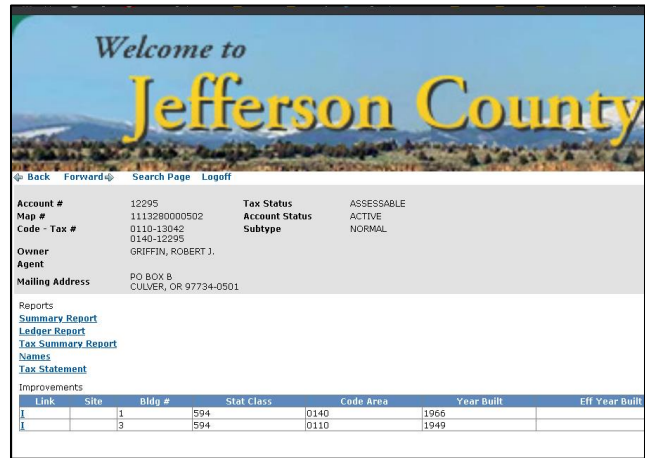 Welcome to
Jefferson County
Back Forward Search Page Logoff
Account # 12295 Tax Status ASSESSABLE
Map # 1113280000502 Account Status ACTIVE
Code - Tax # 0110-13042 Subtype NORMAL
0140-12295
Owner GRIFFIN, ROBERT J.
Agent
Mailing Address PO BOX B
CULVER, OR 97734-0501
Reports
Summary Report
Ledger Report
Tax Summary Report
Names
Tax Statement
Improvements
Link Site Bldg # Stat Class Code Area Year Built Eff Year Built
I 1 594 0140 1966
I 3 594 0110 1949